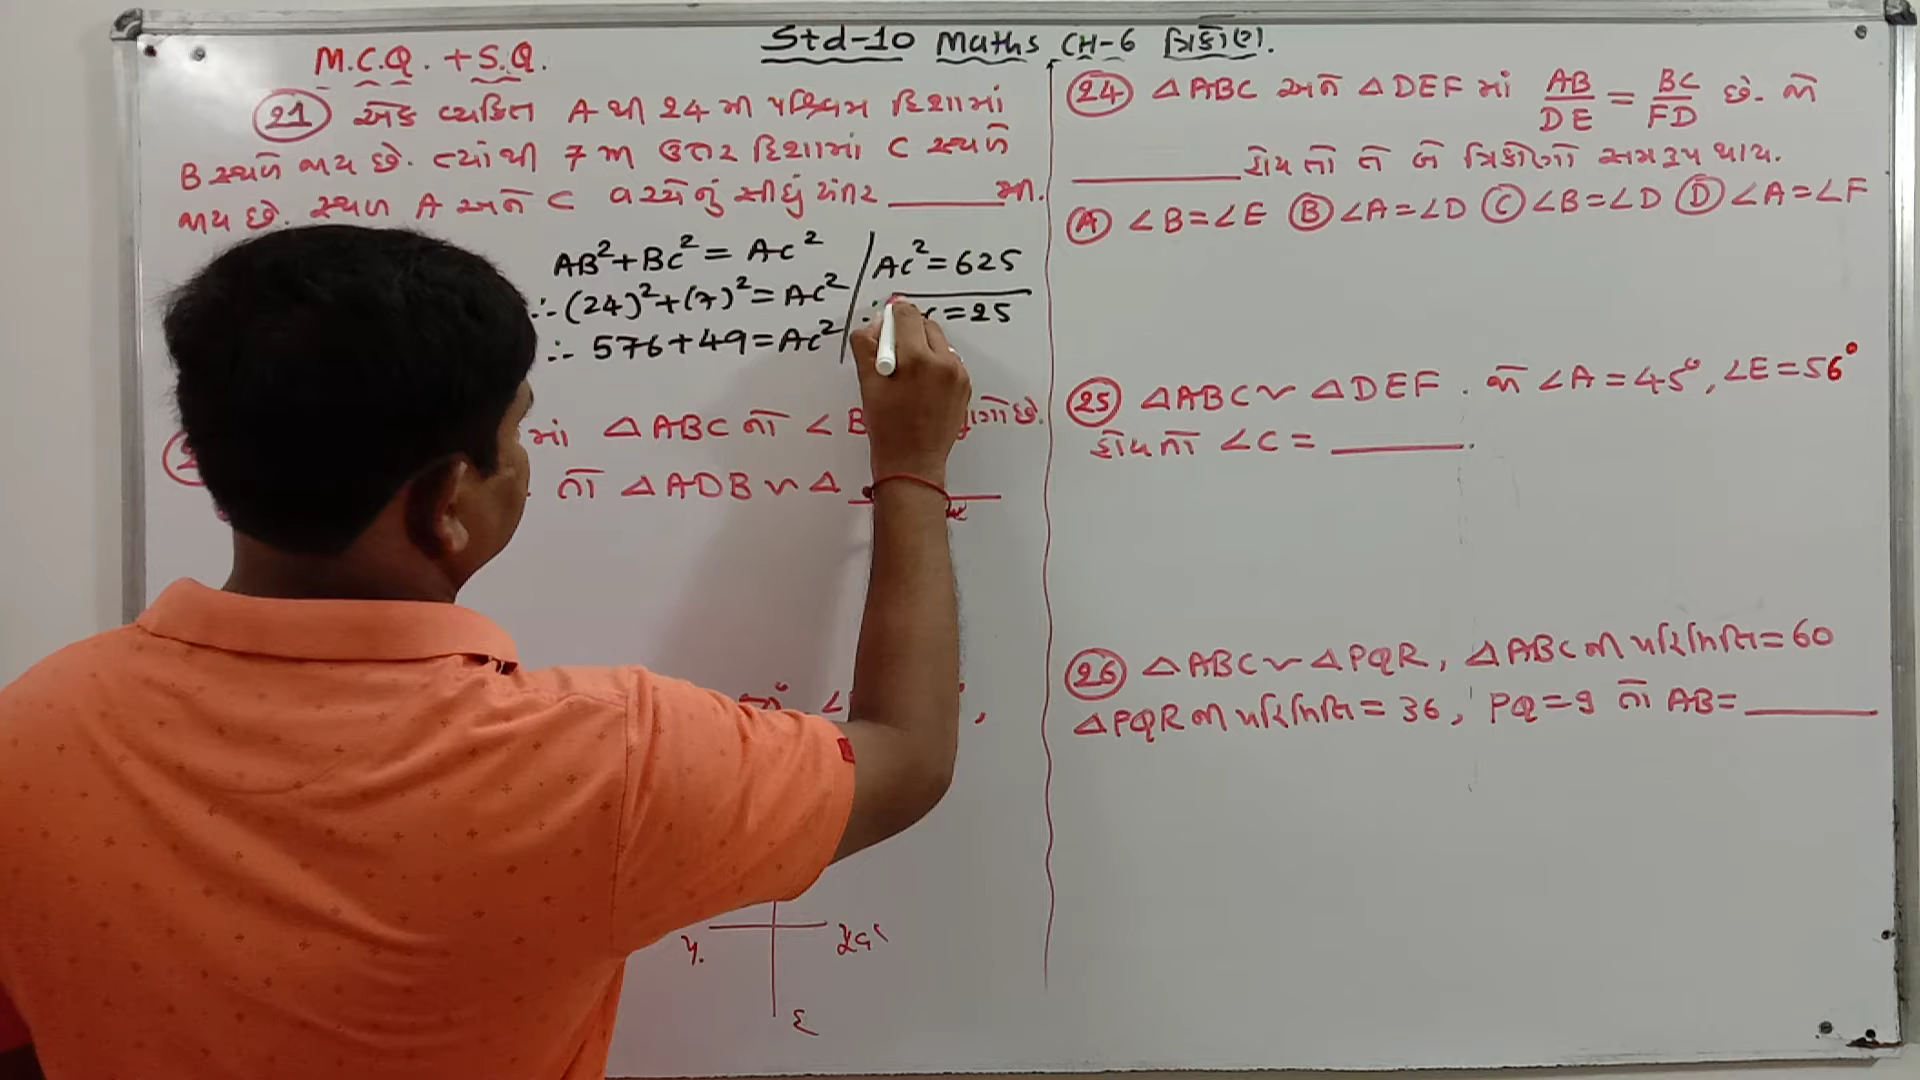 Std-10 Maths CH-6 ત્રિકોણ.
M.C.Q. + S.Q.
21 એક વ્યકિત A થી 24 મી પશ્ચિમ દિશામાં
B સ્થળે જાય છે. ત્યાંથી 7 m ઉત્તર દિશામાં C સ્થળે
જાય છે. સ્થળ A અને C વચ્ચેનું સીધું અંતર ______ મી.
AB²+BC² = AC²
∴ (24)²+(7)² = AC²
∴ 576+49 = AC²
AC² = 625
= 25
માં △ABC નો ∠B
તો △ADB ~ △ ______
પૂ.
દ
24 △ABC અને △DEF માં AB/DE = BC/FD છે. જો
______ હોય તો તે બે ત્રિકોણો સમરૂપ થાય.
A ∠B=∠E B ∠A=∠D C ∠B=∠D D ∠A=∠F
25 △ABC ~ △DEF. જો ∠A = 45°, ∠E = 56°
હોય તો ∠C = ______.
26 △ABC ~ △PQR, △ABC ની પરિમિતિ = 60
△PQR ની પરિમિતિ = 36, PQ = 9 તો AB = ______